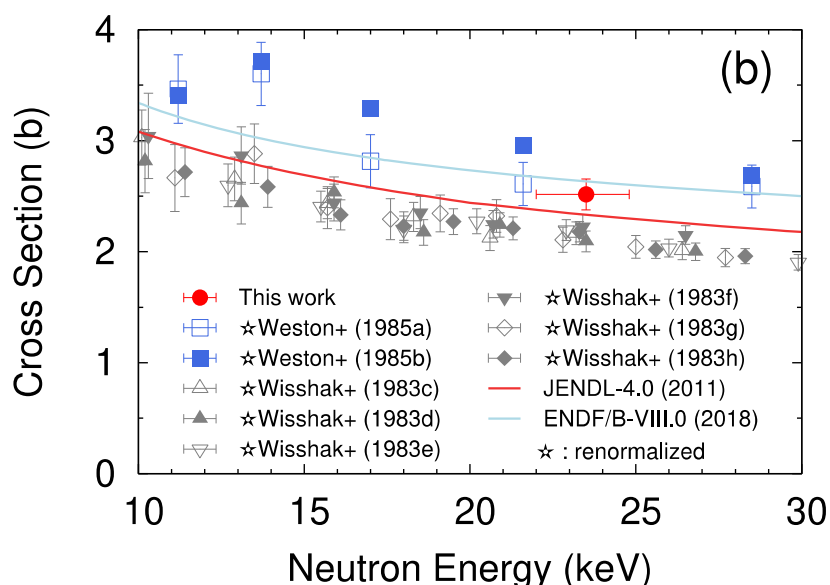 (b)
4
3
2
1
0
Cross Section (b)
This work
☆Weston+ (1985a)
☆Weston+ (1985b)
☆Wisshak+ (1983c)
☆Wisshak+ (1983d)
☆Wisshak+ (1983e)
☆Wisshak+ (1983f)
☆Wisshak+ (1983g)
☆Wisshak+ (1983h)
JENDL-4.0 (2011)
ENDF/B-VIII.0 (2018)
☆ : renormalized
10 15 20 25 30
Neutron Energy (keV)